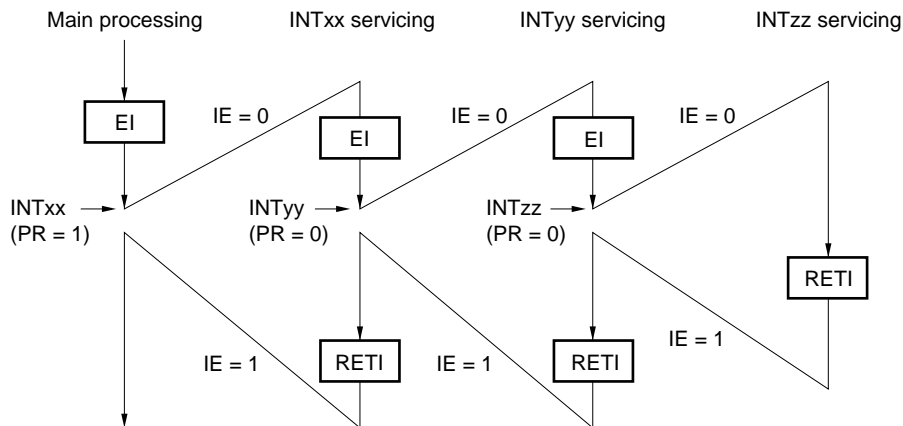 Main processing
INTxx servicing
INTyy servicing
INTzz servicing
EI
IE = 0
EI
IE = 0
EI
IE = 0
INTxx
(PR = 1)
INTyy
(PR = 0)
INTzz
(PR = 0)
RETI
IE = 1
RETI
IE = 1
RETI
IE = 1